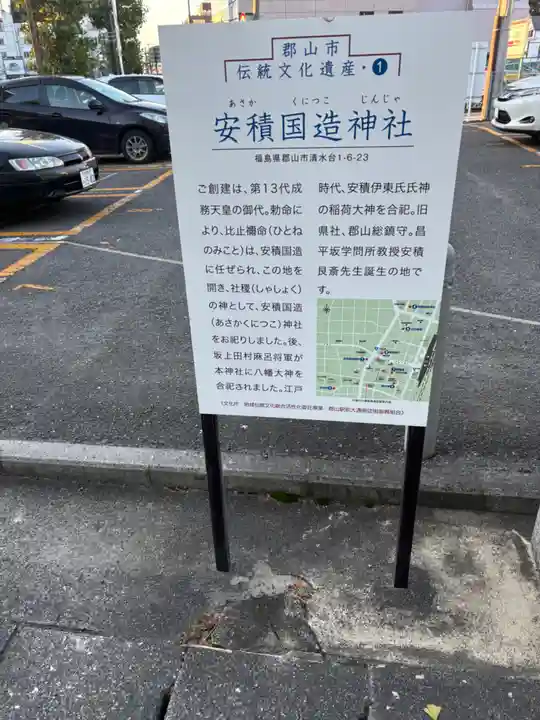 郡山市
伝統文化遺産・1
あさか くにつこ じんじゃ
安積国造神社
福島県郡山市清水台1-6-23
ご創建は、第13代成
務天皇の御代。勅命に
より、比止禰命(ひとね
のみこと)は、安積国造
に任ぜられ、この地を
開き、社稷(しゃしょく)
の神として、安積国造
(あさかくにつこ)神社
をお祀りしました。後、
坂上田村麻呂将軍が
本神社に八幡大神を
合祀されました。江戸
時代、安積伊東氏氏神
の稲荷大神を合祀。旧
県社、郡山総鎮守。昌
平坂学問所教授安積
艮斎先生誕生の地で
す。